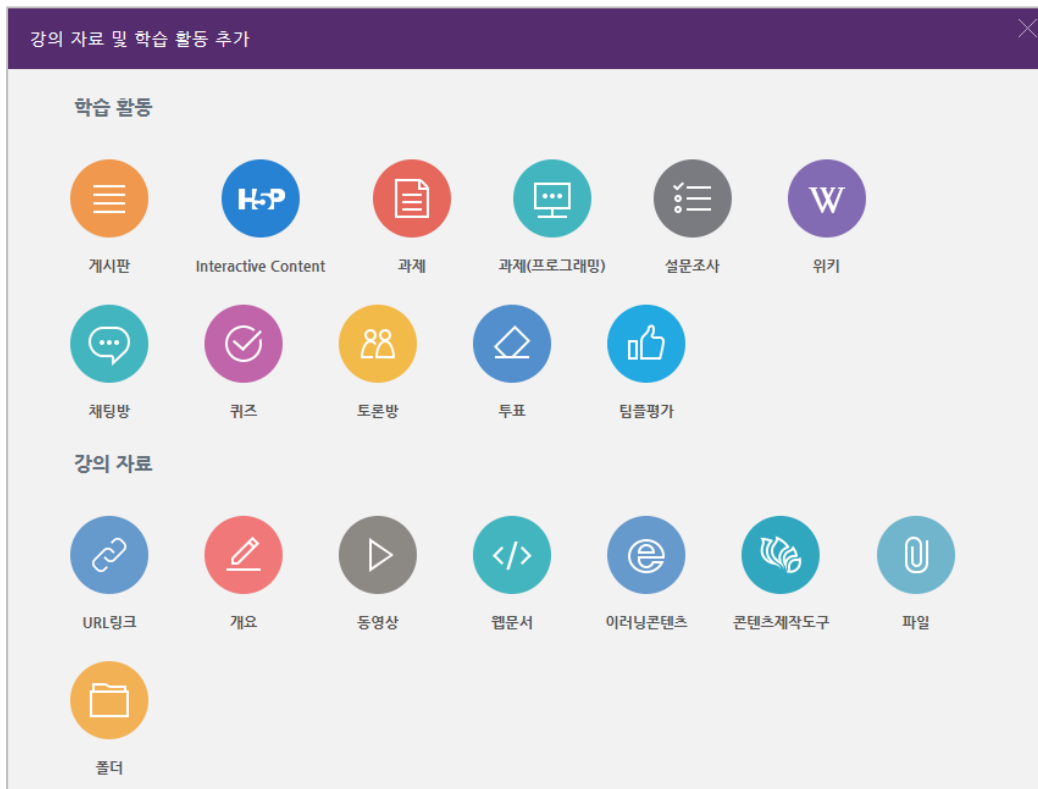 강의 자료 및 학습 활동 추가
학습 활동
H5P
W
게시판 Interactive Content 과제 과제(프로그래밍) 설문조사 위키
채팅방 퀴즈 토론방 투표 팀플평가
강의 자료
</>
e
URL링크 개요 동영상 웹문서 이러닝콘텐츠 콘텐츠제작도구 파일
폴더